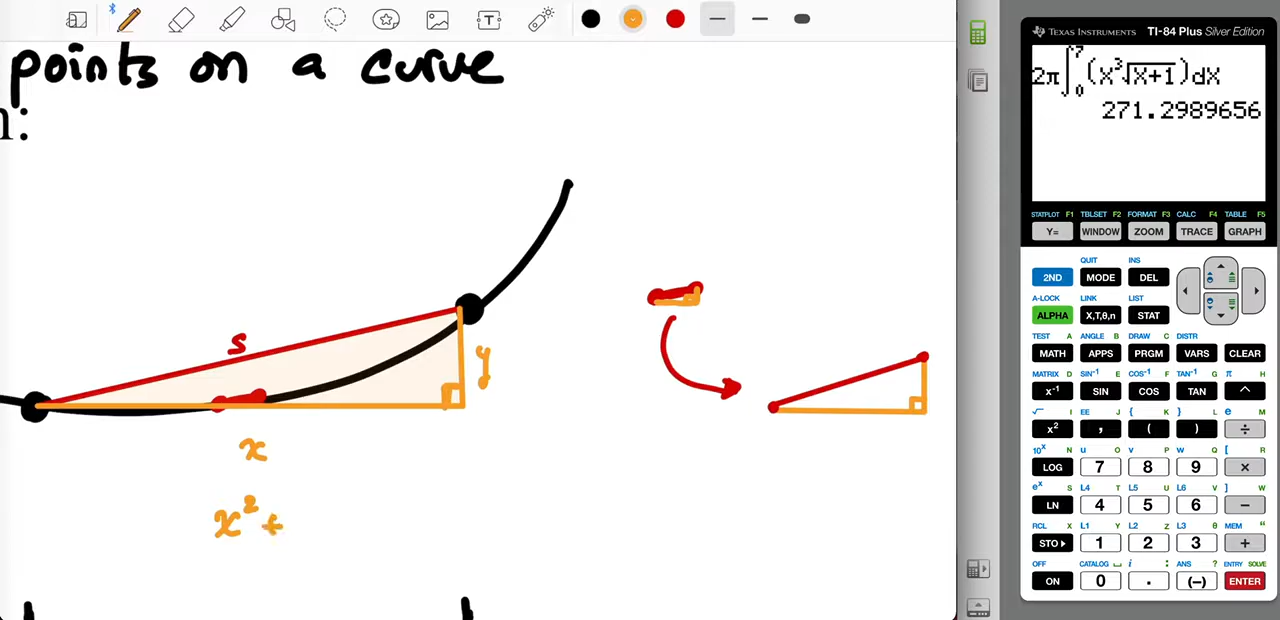 points on a curve
n:
s
y
x
x² +
TEXAS INSTRUMENTS TI-84 Plus Silver Edition
2π∫₀⁷(X³√X+1)dX
271.2989656
STATPLOT F1 TBLSET F2 FORMAT F3 CALC F4 TABLE F5
Y= WINDOW ZOOM TRACE GRAPH
QUIT INS
2ND MODE DEL
A-LOCK LINK LIST
ALPHA X,T,θ,n STAT
TEST A ANGLE B DRAW C DISTR
MATH APPS PRGM VARS CLEAR
MATRIX D SIN⁻¹ E COS⁻¹ F TAN⁻¹ G π H
x⁻¹ SIN COS TAN ^
√ I EE J { K } L e M
x² , ( ) ÷
10ˣ N u O v P w Q [ R
LOG 7 8 9 ×
eˣ S L4 T L5 U L6 V ] W
LN 4 5 6 −
RCL X L1 Y L2 Z L3 θ MEM “
STO▸ 1 2 3 +
OFF CATALOG ⎵ i : ANS ? ENTRY SOLVE
ON 0 . (−) ENTER